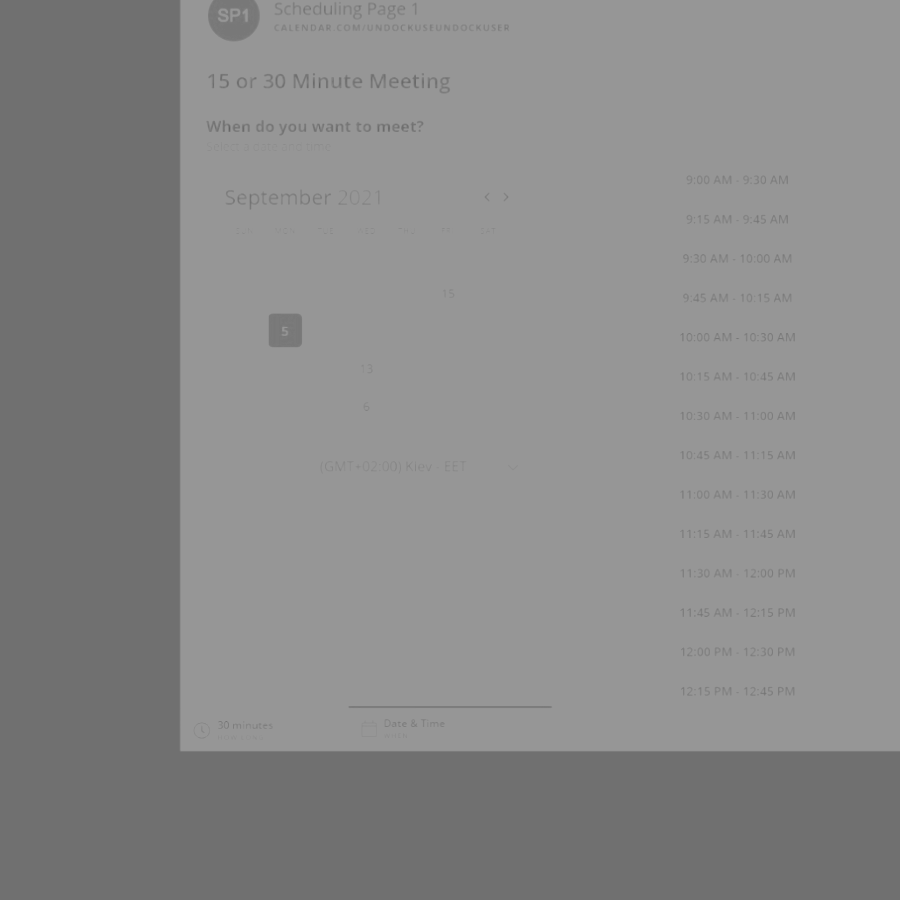 SP1
Scheduling Page 1
CALENDAR.COM/UNDOCKUSEUNDOCKUSER
15 or 30 Minute Meeting
When do you want to meet?
Select a date and time
September 2021
15
5
13
6
(GMT+02:00) Kiev EET
9:00 AM - 9:30 AM
9:15 AM - 9:45 AM
9:30 AM - 10:00 AM
9:45 AM - 10:15 AM
10:00 AM - 10:30 AM
10:15 AM - 10:45 AM
10:30 AM - 11:00 AM
10:45 AM - 11:15 AM
11:00 AM - 11:30 AM
11:15 AM - 11:45 AM
11:30 AM - 12:00 PM
11:45 AM - 12:15 PM
12:00 PM - 12:30 PM
12:15 PM - 12:45 PM
30 minutes
Date & Time